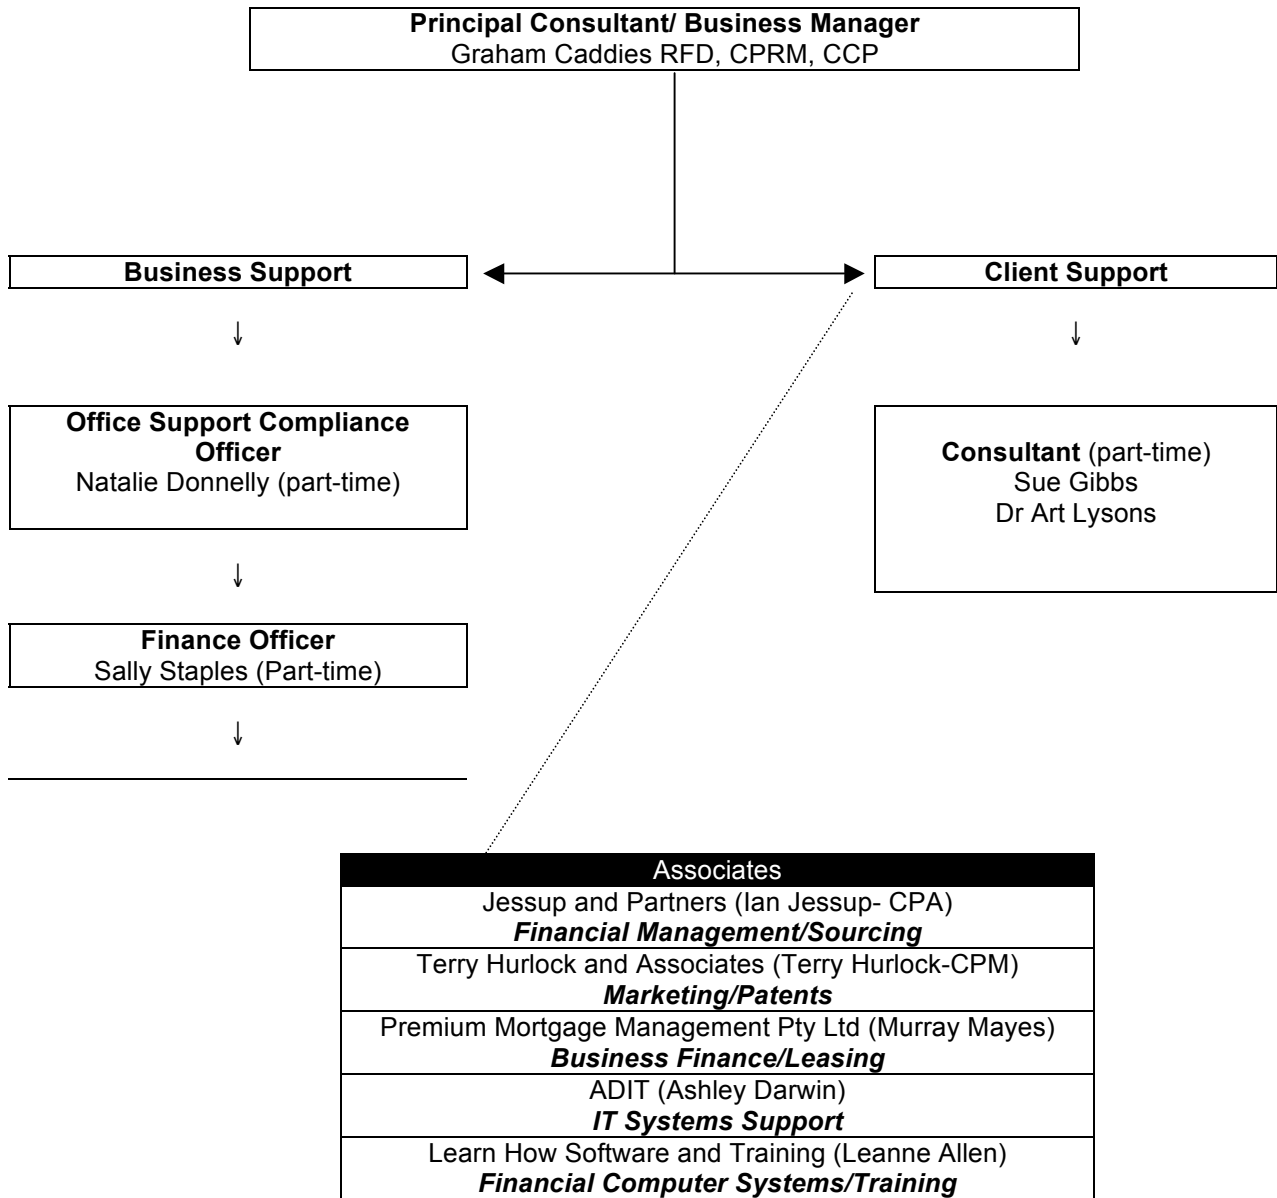 Principal Consultant/ Business Manager
Graham Caddies RFD, CPRM, CCP
Business Support
Client Support
Office Support Compliance
Officer
Natalie Donnelly (part-time)
Consultant (part-time)
Sue Gibbs
Dr Art Lysons
Finance Officer
Sally Staples (Part-time)
Associates
Jessup and Partners (Ian Jessup- CPA)
Financial Management/Sourcing
Terry Hurlock and Associates (Terry Hurlock-CPM)
Marketing/Patents
Premium Mortgage Management Pty Ltd (Murray Mayes)
Business Finance/Leasing
ADIT (Ashley Darwin)
IT Systems Support
Learn How Software and Training (Leanne Allen)
Financial Computer Systems/Training